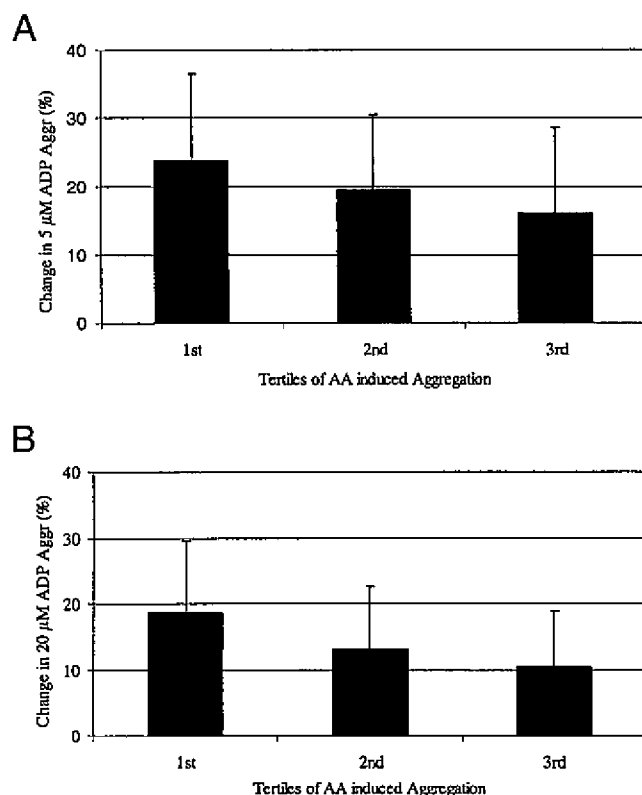 A
Change in 5 µM ADP Aggr (%)
40
30
20
10
0
1st 2nd 3rd
Tertiles of AA induced Aggregation
B
Change in 20 µM ADP Aggr (%)
40
30
20
10
0
1st 2nd 3rd
Tertiles of AA induced Aggregation